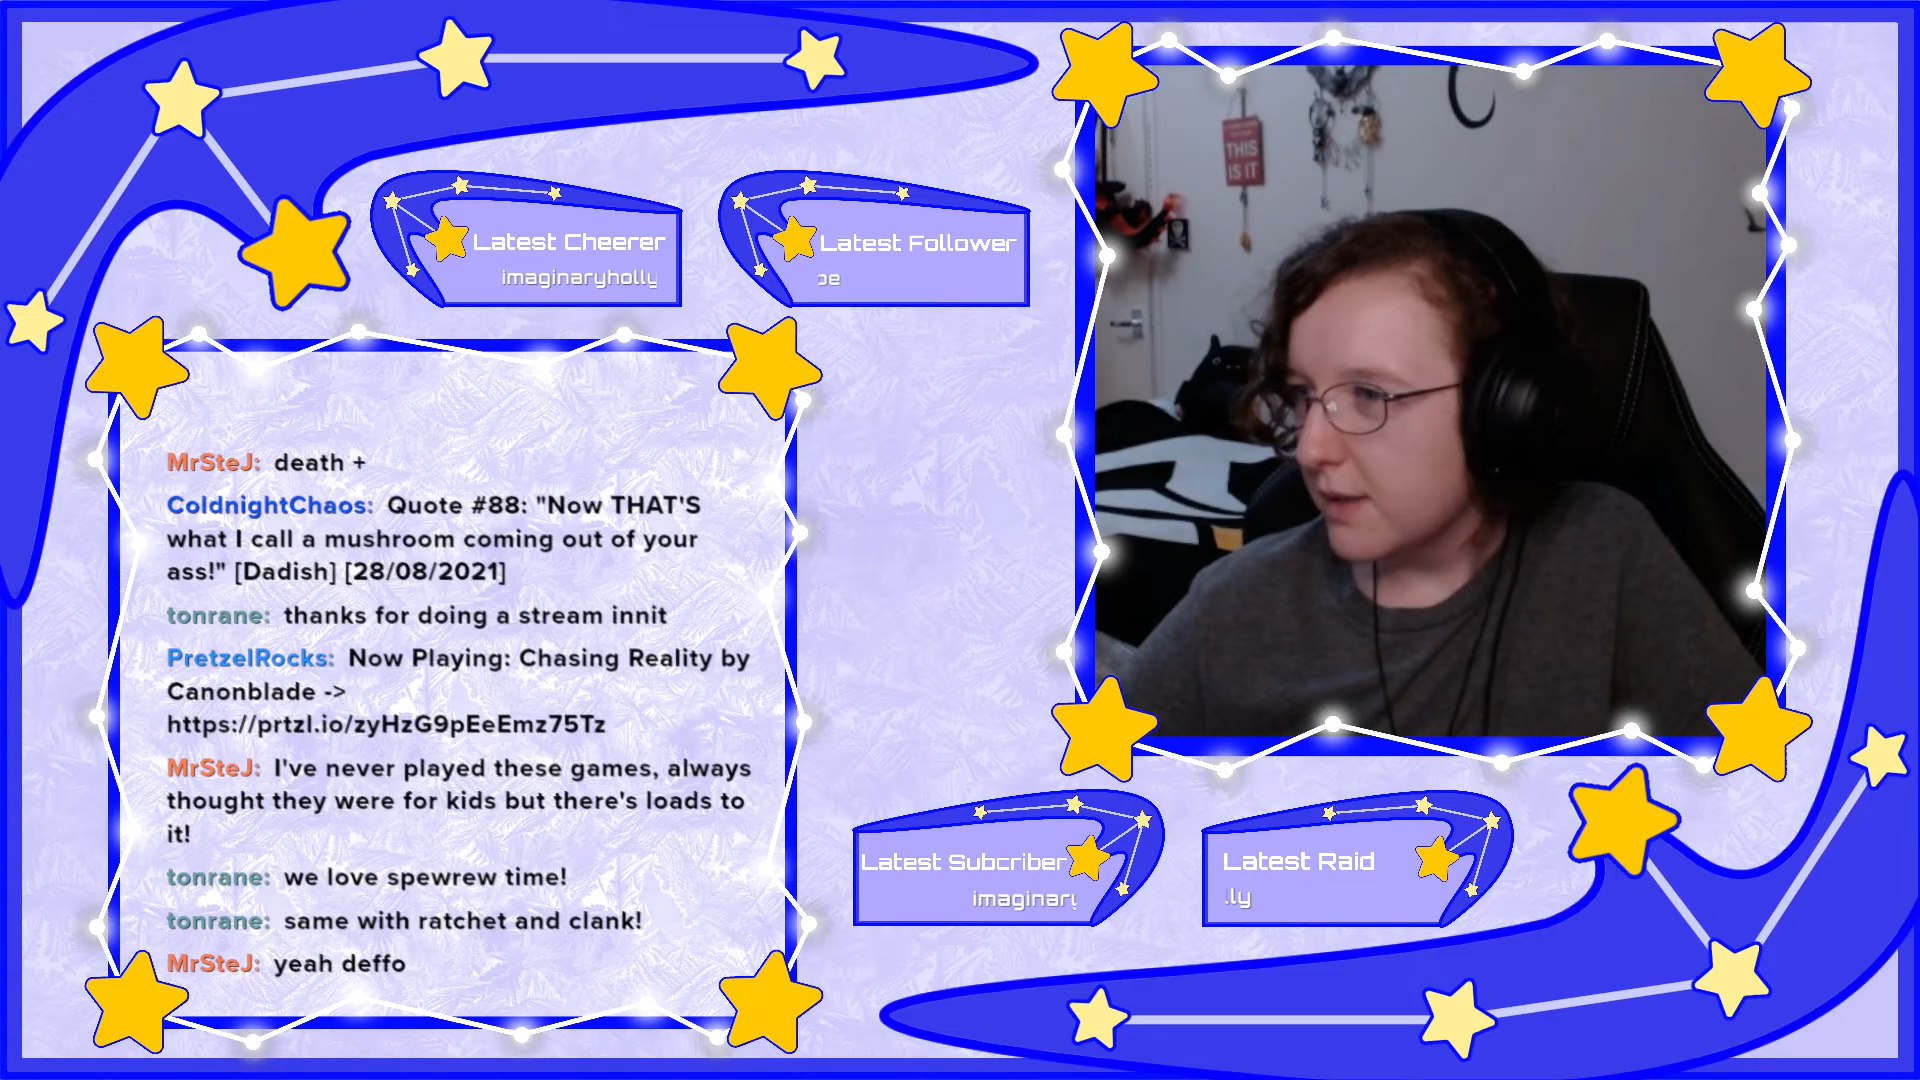 Latest Cheerer
imaginaryholly
Latest Follower
THIS
IS IT
MrSteJ: death +
ColdnightChaos: Quote #88: "Now THAT'S
what I call a mushroom coming out of your
ass!" [Dadish] [28/08/2021]
tonrane: thanks for doing a stream innit
PretzelRocks: Now Playing: Chasing Reality by
Canonblade ->
https://prtzl.io/zyHzG9pEeEmz75Tz
MrSteJ: I've never played these games, always
thought they were for kids but there's loads to
it!
tonrane: we love spewrew time!
tonrane: same with ratchet and clank!
MrSteJ: yeah deffo
Latest Subcriber
imaginar
Latest Raid
.ly